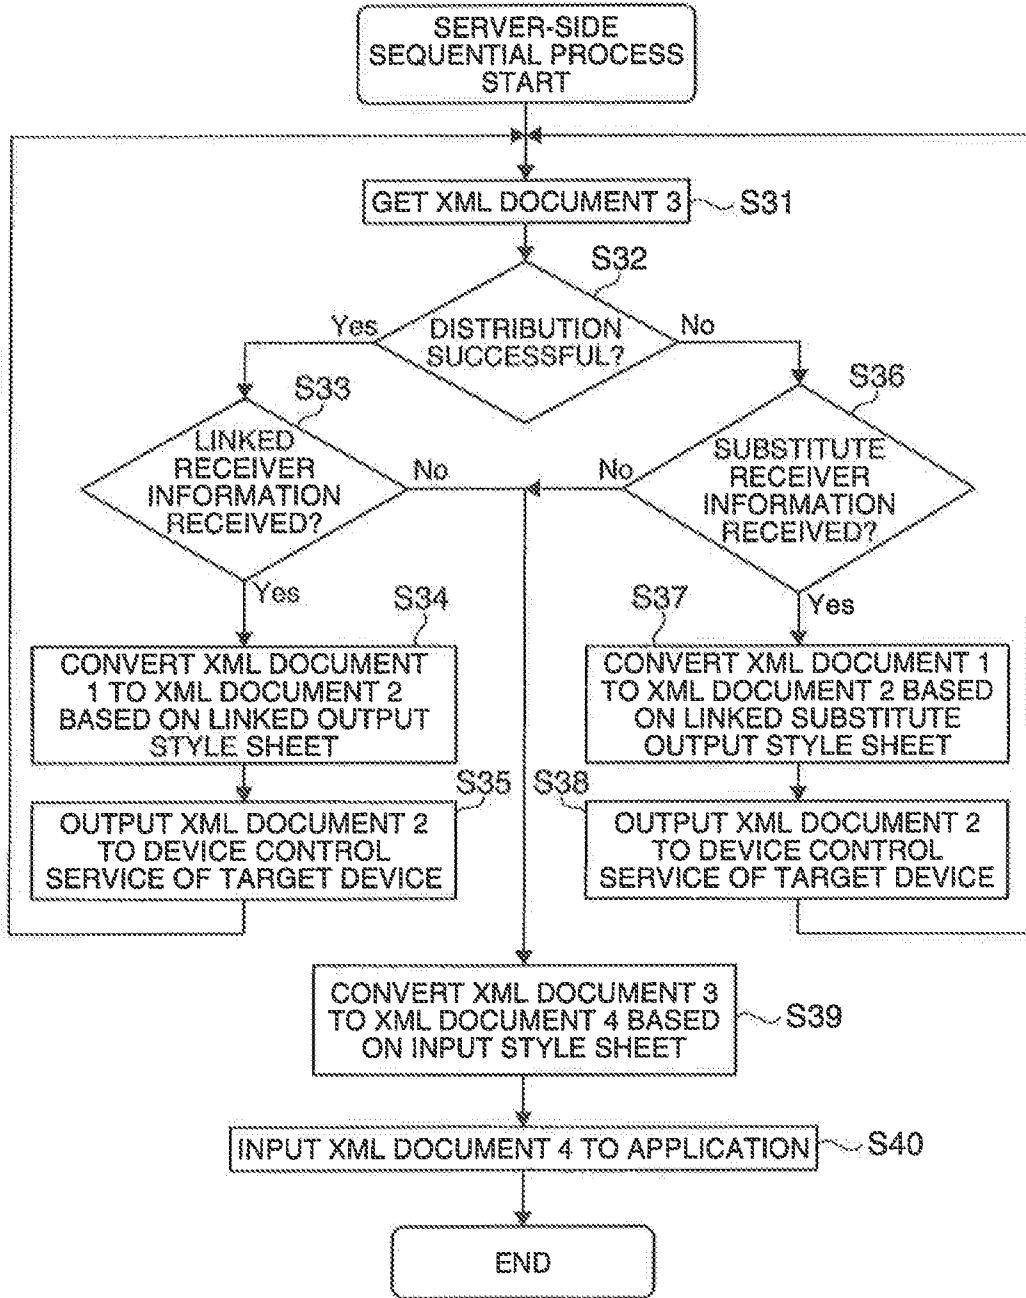 SERVER-SIDE
SEQUENTIAL PROCESS
START
GET XML DOCUMENT 3
S31
S32
DISTRIBUTION
SUCCESSFUL?
Yes
No
S33
LINKED
RECEIVER
INFORMATION
RECEIVED?
No
Yes
S36
SUBSTITUTE
RECEIVER
INFORMATION
RECEIVED?
No
Yes
S34
CONVERT XML DOCUMENT
1 TO XML DOCUMENT 2
BASED ON LINKED OUTPUT
STYLE SHEET
S37
CONVERT XML DOCUMENT 1
TO XML DOCUMENT 2 BASED
ON LINKED SUBSTITUTE
OUTPUT STYLE SHEET
S35
OUTPUT XML DOCUMENT 2
TO DEVICE CONTROL
SERVICE OF TARGET DEVICE
S38
OUTPUT XML DOCUMENT 2
TO DEVICE CONTROL
SERVICE OF TARGET DEVICE
CONVERT XML DOCUMENT 3
TO XML DOCUMENT 4 BASED
ON INPUT STYLE SHEET
S39
INPUT XML DOCUMENT 4 TO APPLICATION
S40
END